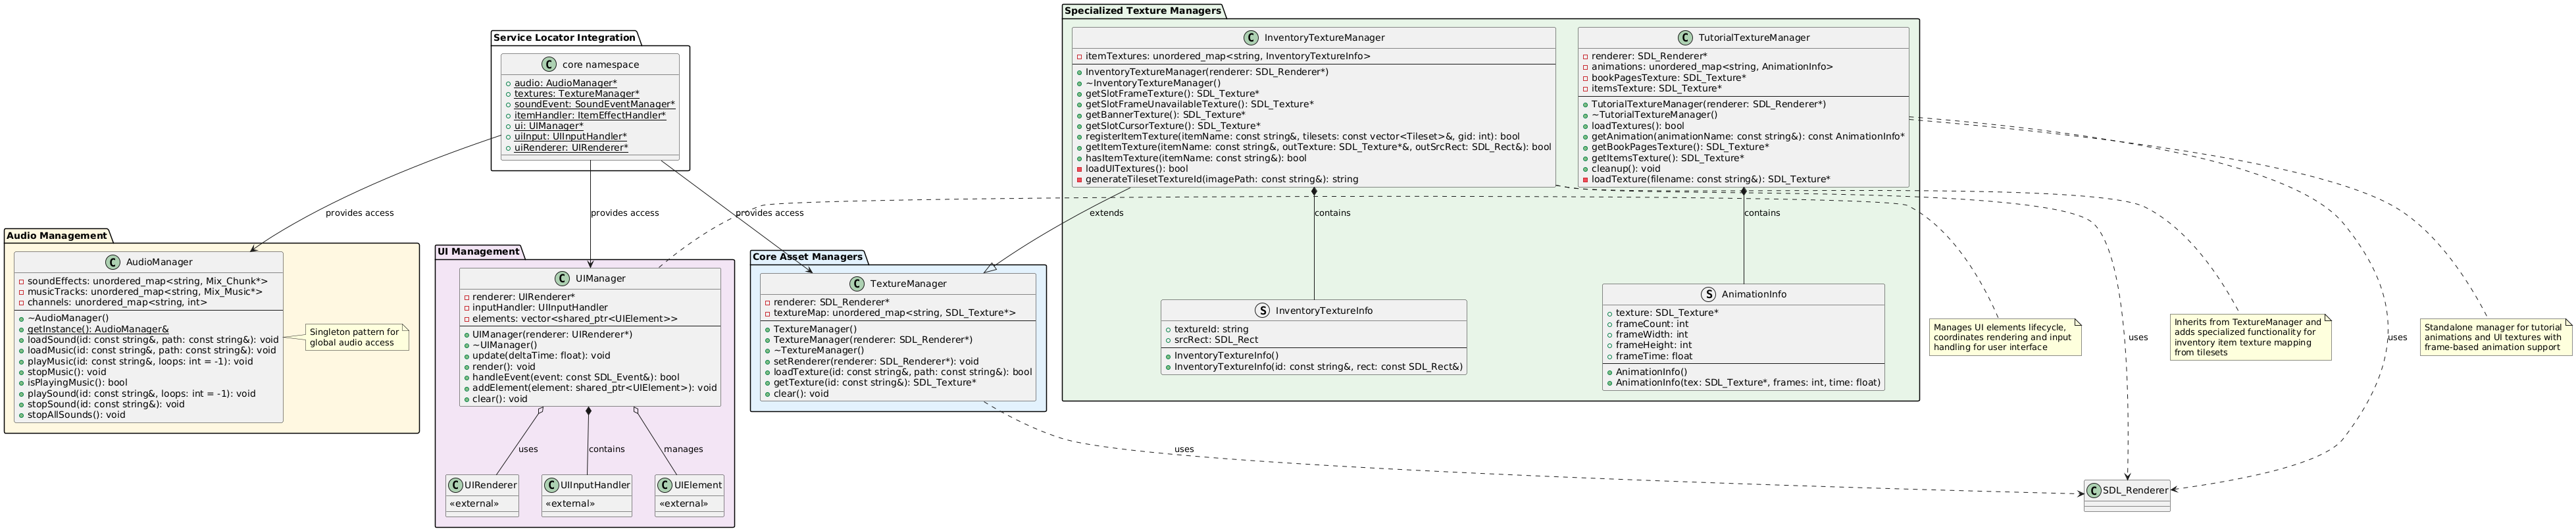 Specialized Texture Managers
InventoryTextureManager
itemTextures: unordered_map<string, InventoryTextureInfo>
InventoryTextureManager(renderer: SDL_Renderer*)
~InventoryTextureManager()
getSlotFrameTexture(): SDL_Texture*
getSlotFrameUnavailableTexture(): SDL_Texture*
getBannerTexture(): SDL_Texture*
getSlotCursorTexture(): SDL_Texture*
registerItemTexture(itemName: const string&, tilesets: const vector<Tileset>&, gid: int): bool
getItemTexture(itemName: const string&, outTexture: SDL_Texture*&, outSrcRect: SDL_Rect&): bool
hasItemTexture(itemName: const string&): bool
loadUITextures(): bool
generateTilesetTextureId(imagePath: const string&): string
TutorialTextureManager
renderer: SDL_Renderer*
animations: unordered_map<string, AnimationInfo>
bookPagesTexture: SDL_Texture*
itemsTexture: SDL_Texture*
TutorialTextureManager(renderer: SDL_Renderer*)
~TutorialTextureManager()
loadTextures(): bool
getAnimation(animationName: const string&): const AnimationInfo*
getBookPagesTexture(): SDL_Texture*
getItemsTexture(): SDL_Texture*
cleanup(): void
loadTexture(filename: const string&): SDL_Texture*
Service Locator Integration
core namespace
audio: AudioManager*
textures: TextureManager*
soundEvent: SoundEventManager*
itemHandler: ItemEffectHandler*
ui: UIManager*
uiInput: UIInputHandler*
uiRenderer: UIRenderer*
provides access
provides access
provides access
extends
contains
contains
Audio Management
AudioManager
soundEffects: unordered_map<string, Mix_Chunk*>
musicTracks: unordered_map<string, Mix_Music*>
channels: unordered_map<string, int>
~AudioManager()
getInstance(): AudioManager&
loadSound(id: const string&, path: const string&): void
loadMusic(id: const string&, path: const string&): void
playMusic(id: const string&, loops: int = -1): void
stopMusic(): void
isPlayingMusic(): bool
playSound(id: const string&, loops: int = -1): void
stopSound(id: const string&): void
stopAllSounds(): void
Singleton pattern for
global audio access
UI Management
UIManager
renderer: UIRenderer*
inputHandler: UIInputHandler
elements: vector<shared_ptr<UIElement>>
UIManager(renderer: UIRenderer*)
~UIManager()
update(deltaTime: float): void
render(): void
handleEvent(event: const SDL_Event&): bool
addElement(element: shared_ptr<UIElement>): void
clear(): void
uses
contains
manages
UIRenderer
«external»
UIInputHandler
«external»
UIElement
«external»
Core Asset Managers
TextureManager
renderer: SDL_Renderer*
textureMap: unordered_map<string, SDL_Texture*>
TextureManager()
TextureManager(renderer: SDL_Renderer*)
~TextureManager()
setRenderer(renderer: SDL_Renderer*): void
loadTexture(id: const string&, path: const string&): bool
getTexture(id: const string&): SDL_Texture*
clear(): void
InventoryTextureInfo
textureId: string
srcRect: SDL_Rect
InventoryTextureInfo()
InventoryTextureInfo(id: const string&, rect: const SDL_Rect&)
AnimationInfo
texture: SDL_Texture*
frameCount: int
frameWidth: int
frameHeight: int
frameTime: float
AnimationInfo()
AnimationInfo(tex: SDL_Texture*, frames: int, time: float)
Manages UI elements lifecycle,
coordinates rendering and input
handling for user interface
uses
Inherits from TextureManager and
adds specialized functionality for
inventory item texture mapping
from tilesets
uses
Standalone manager for tutorial
animations and UI textures with
frame-based animation support
uses
SDL_Renderer